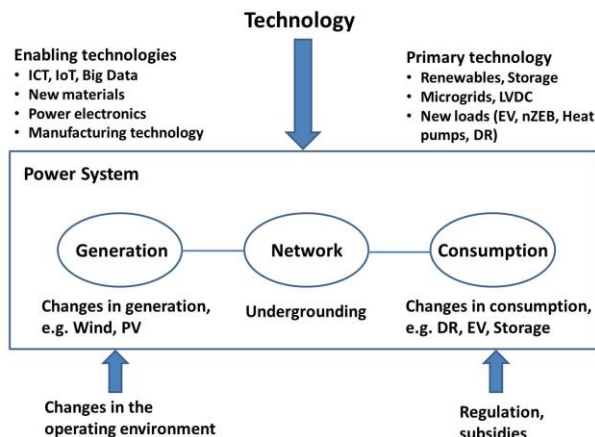 Technology
Enabling technologies
• ICT, IoT, Big Data
• New materials
• Power electronics
• Manufacturing technology
Primary technology
• Renewables, Storage
• Microgrids, LVDC
• New loads (EV, nZEB, Heat
pumps, DR)
Power System
Generation
Network
Consumption
Changes in generation,
e.g. Wind, PV
Undergrounding
Changes in consumption,
e.g. DR, EV, Storage
Changes in the
operating environment
Regulation,
subsidies